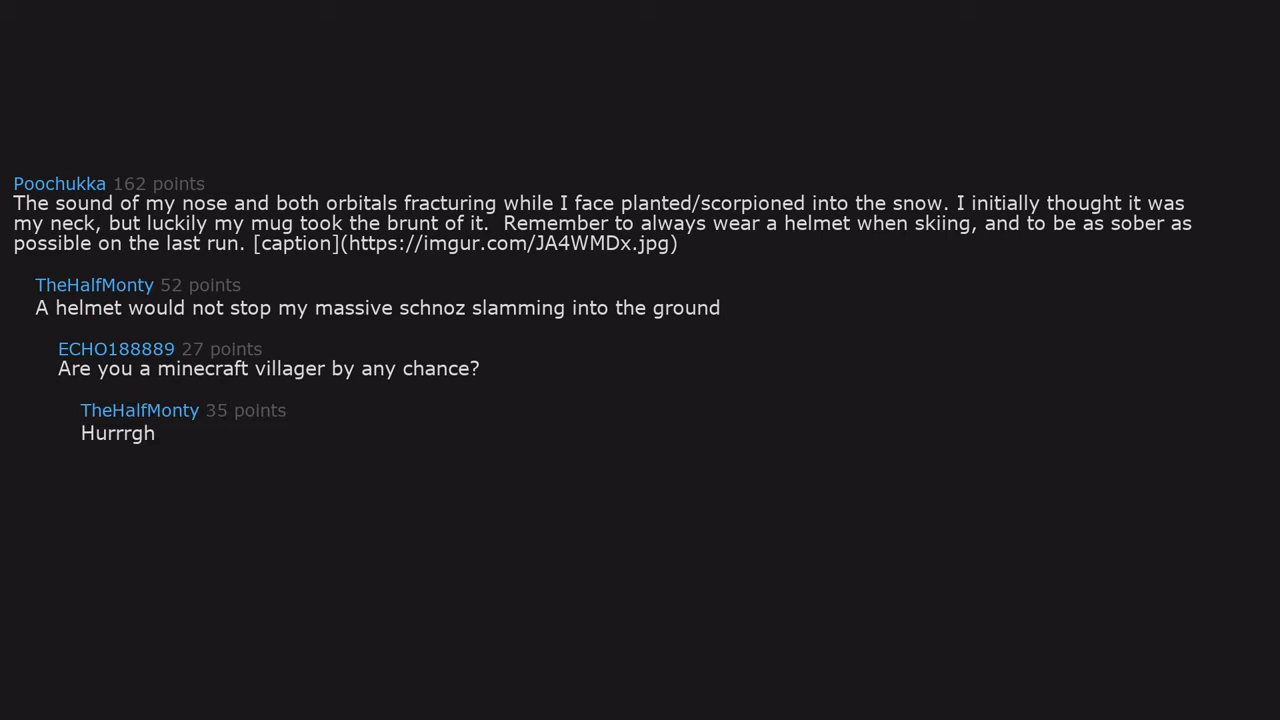 Poochukka 162 points
The sound of my nose and both orbitals fracturing while I face planted/scorpioned into the snow. I initially thought it was
my neck, but luckily my mug took the brunt of it.  Remember to always wear a helmet when skiing, and to be as sober as
possible on the last run. [caption](https://imgur.com/JA4WMDx.jpg)
TheHalfMonty 52 points
A helmet would not stop my massive schnoz slamming into the ground
ECHO188889 27 points
Are you a minecraft villager by any chance?
TheHalfMonty 35 points
Hurrrgh